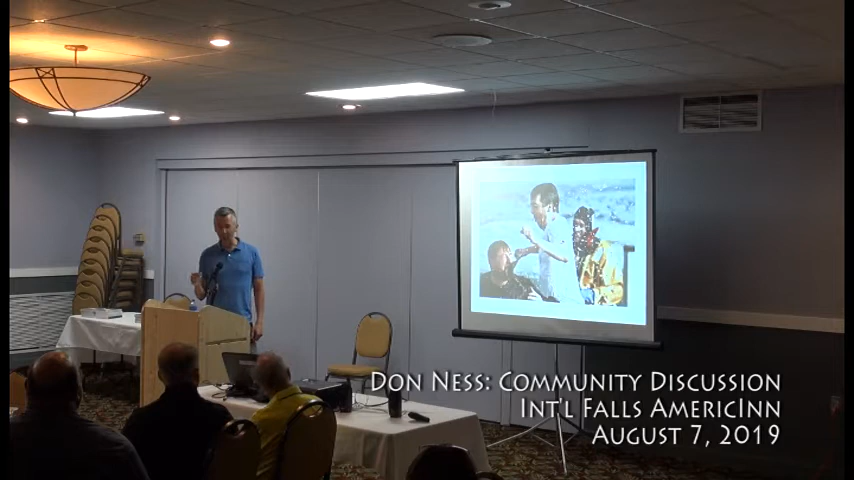 Don Ness: Community Discussion
Int'l Falls AmericInn
August 7, 2019